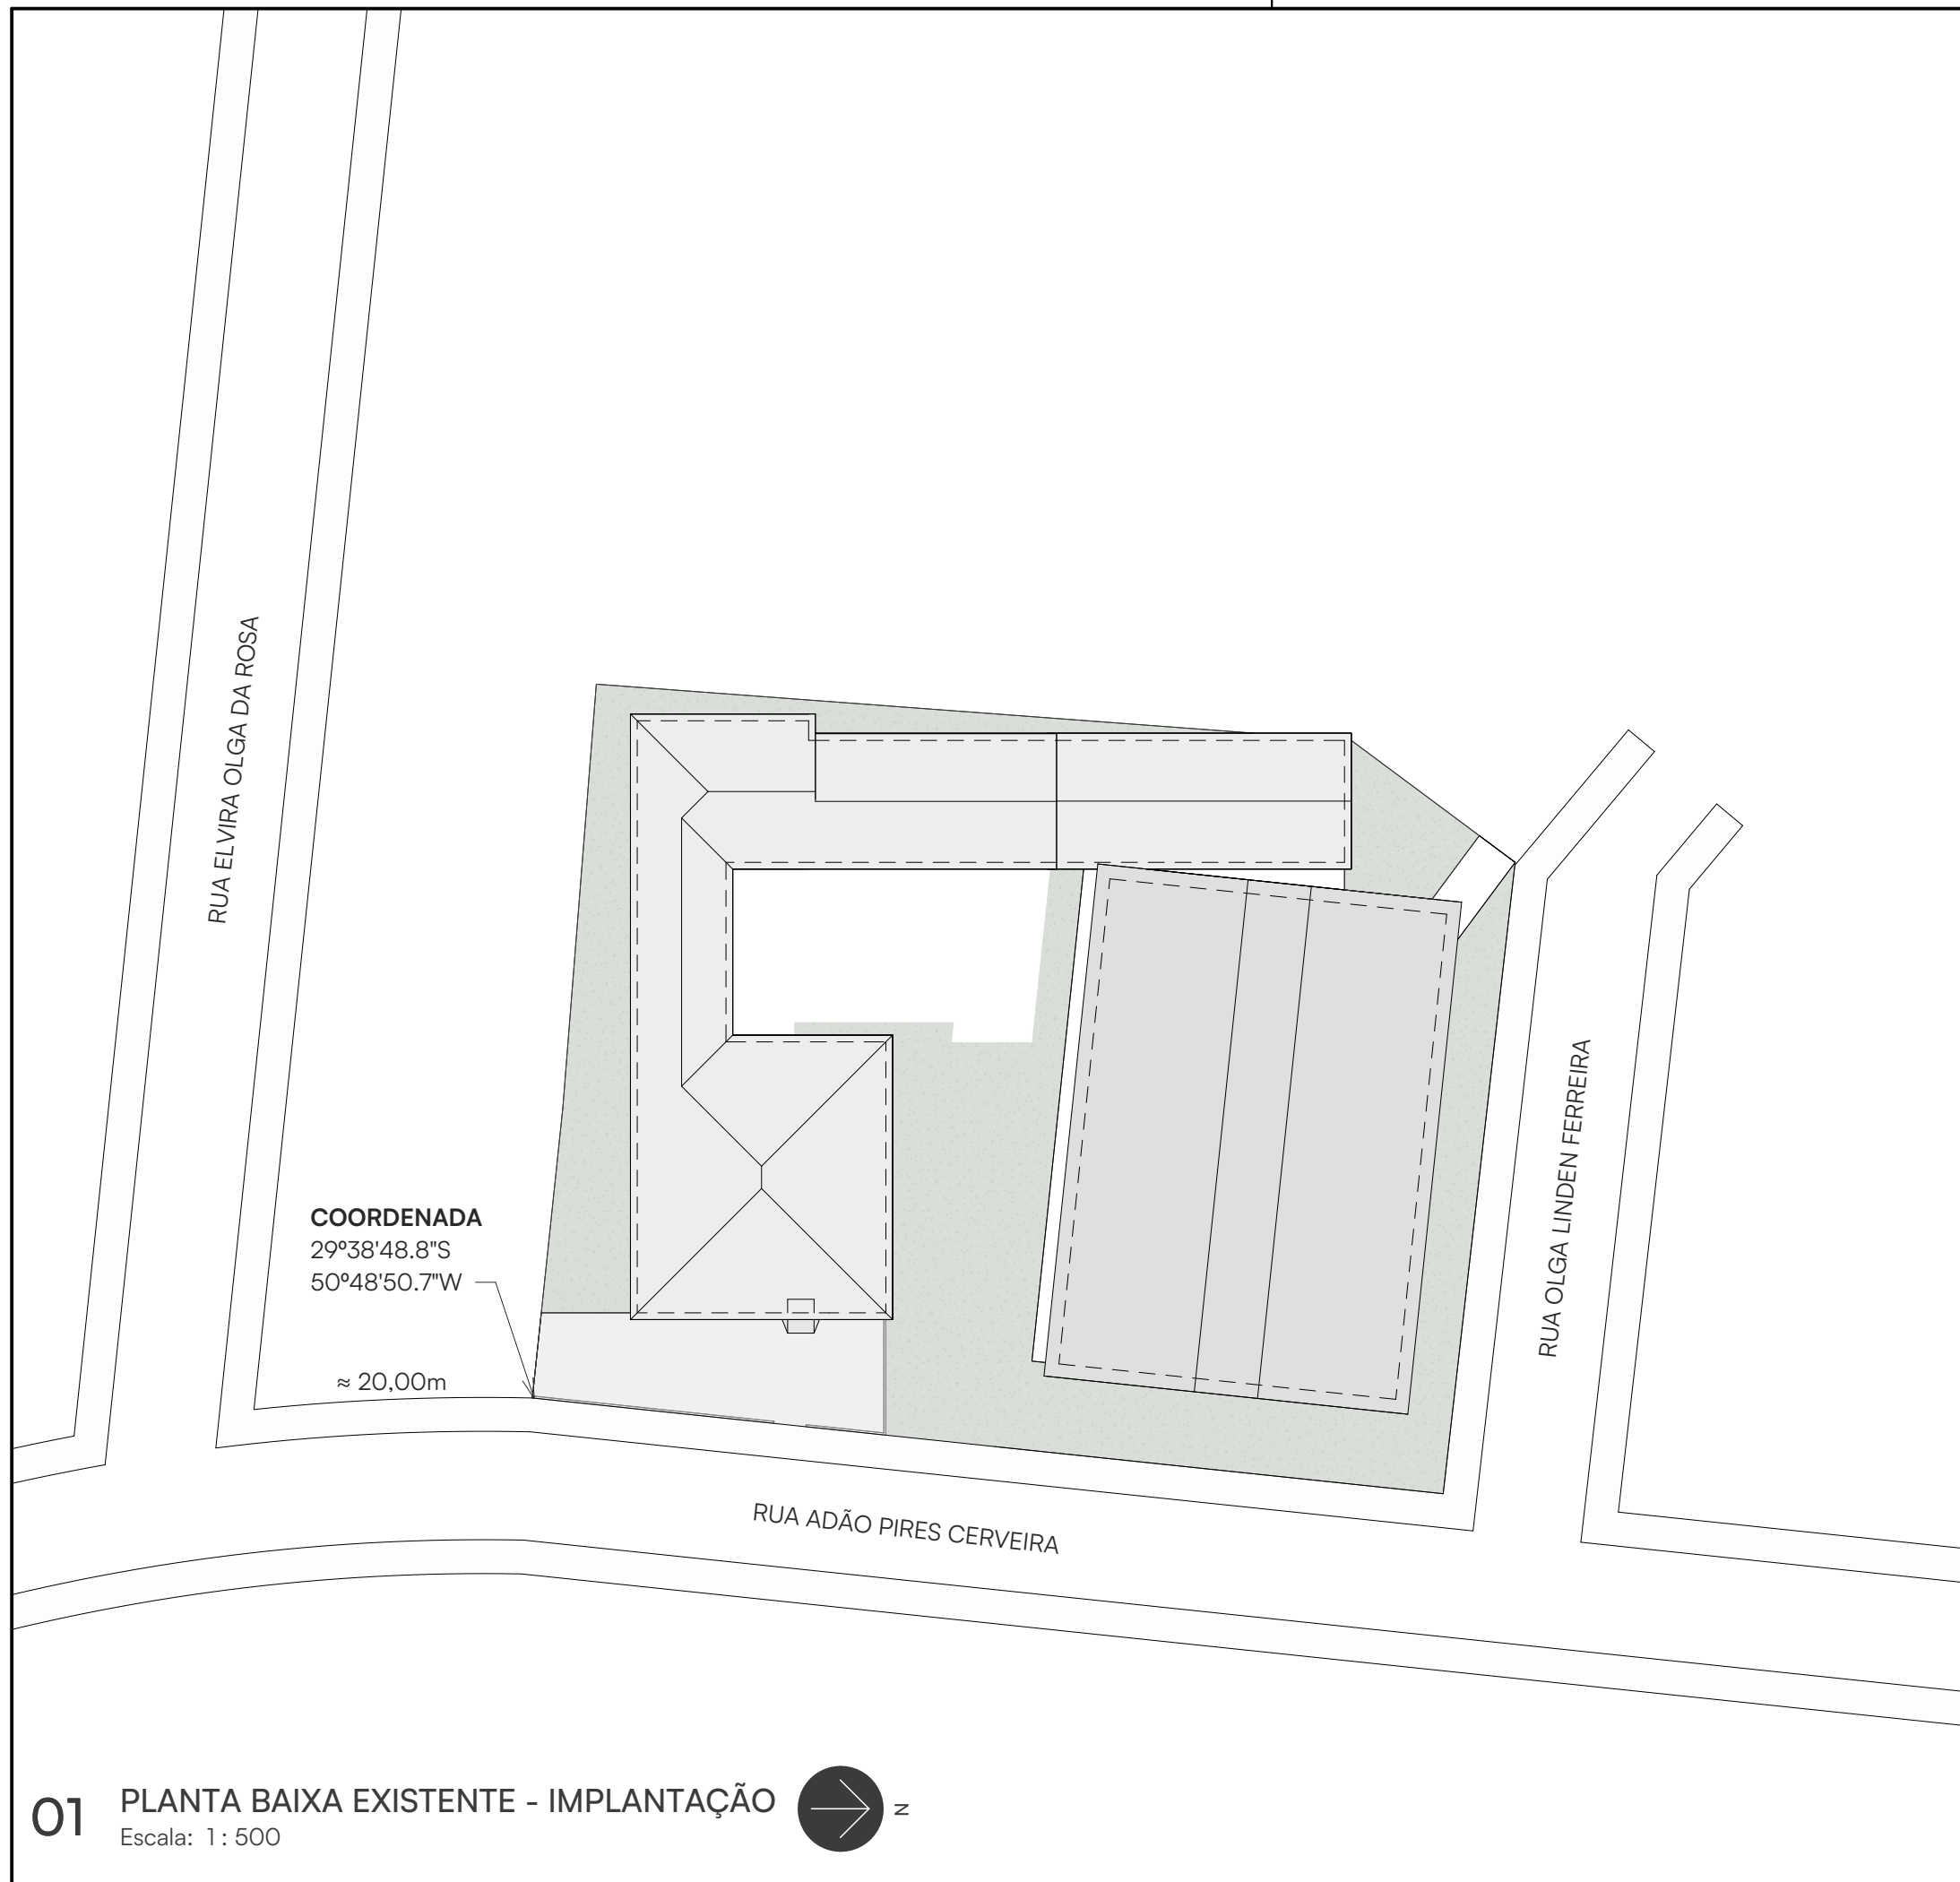 RUA ELVIRA OLGA DA ROSA
RUA OLGA LINDEN FERREIRA
COORDENADA
29º38'48.8"S
50º48'50.7"W
≈ 20,00m
RUA ADÃO PIRES CERVEIRA
01
PLANTA BAIXA EXISTENTE - IMPLANTAÇÃO
Escala: 1 : 500
N